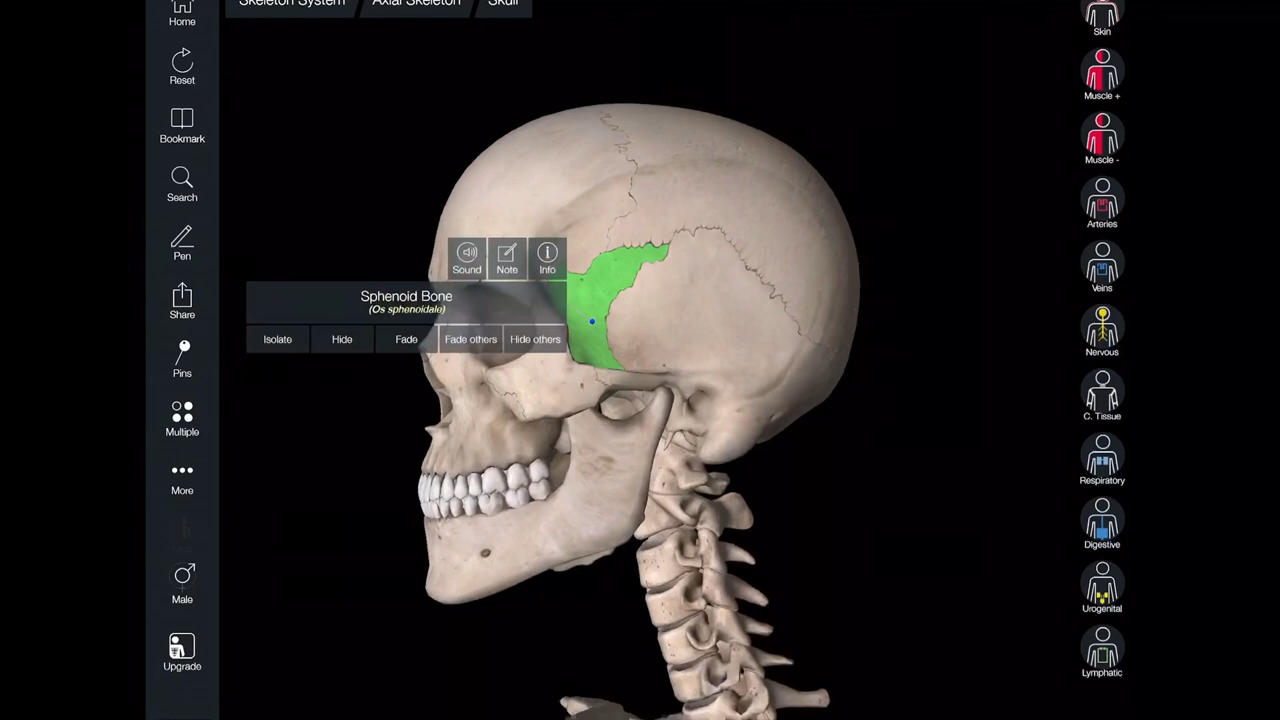 Skeleton System
Axial Skeleton
Skull
Home
Reset
Bookmark
Search
Pen
Share
Pins
Multiple
More
Male
Upgrade
Sound
Note
Info
Sphenoid Bone
(Os sphenoidale)
Isolate
Hide
Fade
Fade others
Hide others
Skin
Muscle +
Muscle -
Arteries
Veins
Nervous
C. Tissue
Respiratory
Digestive
Urogenital
Lymphatic